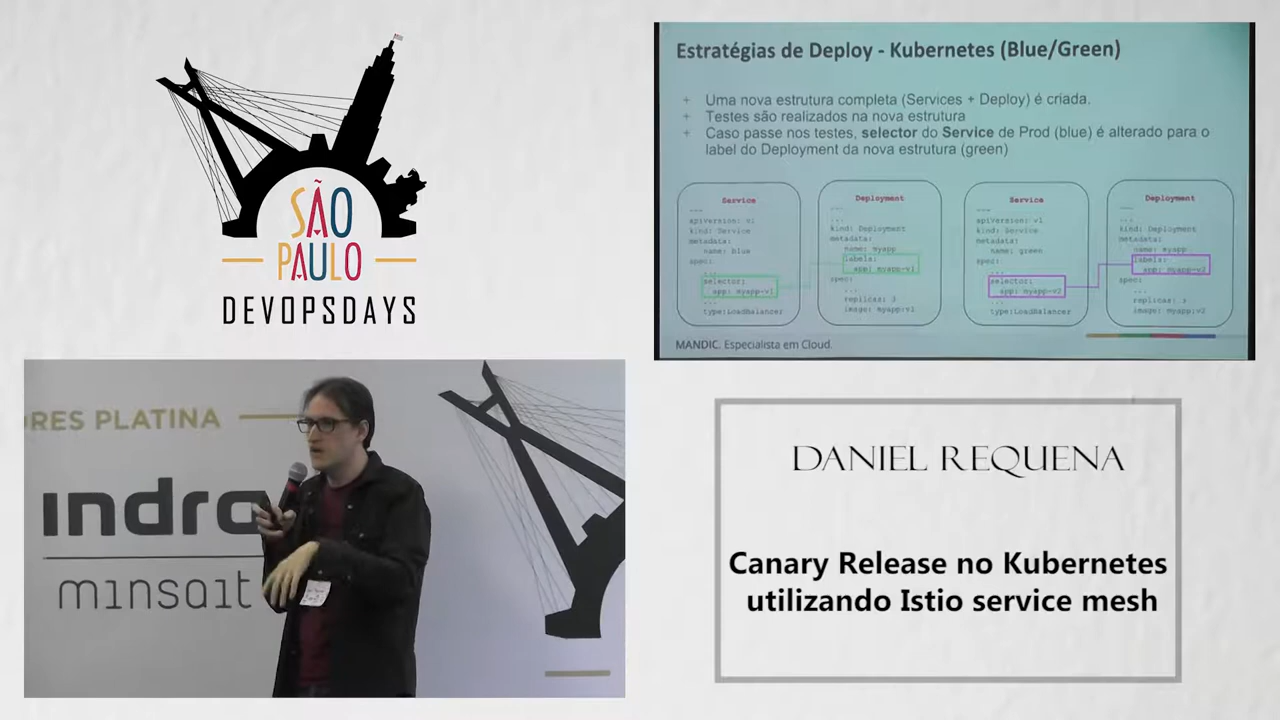 SÃO
PAULO
DEVOPSDAYS
Estratégias de Deploy - Kubernetes (Blue/Green)
+ Uma nova estrutura completa (Services + Deploy) é criada.
+ Testes são realizados na nova estrutura
+ Caso passe nos testes, selector do Service de Prod (blue) é alterado para o
label do Deployment da nova estrutura (green)
Service
---
apiversion: v1
kind: Service
metadata:
name: blue
spec:
...
selector:
app: myapp-v1
...
type:LoadBalancer
Deployment
...
kind: Deployment
metadata:
name: myapp
labels:
app: myapp-v1
spec:
...
replicas: 3
image: myapp:v1
Service
---
apiVersion: v1
kind: Service
metadata:
name: green
spec:
...
selector:
app: myapp-v2
...
type:LoadBalancer
Deployment
...
kind: Deployment
metadata:
name: myapp
labels:
app: myapp-v2
spec:
...
replicas: 3
image: myapp:v2
MANDIC. Especialista em Cloud.
ORES PLATINA
indra
minsait
DANIEL REQUENA
Canary Release no Kubernetes
utilizando Istio service mesh